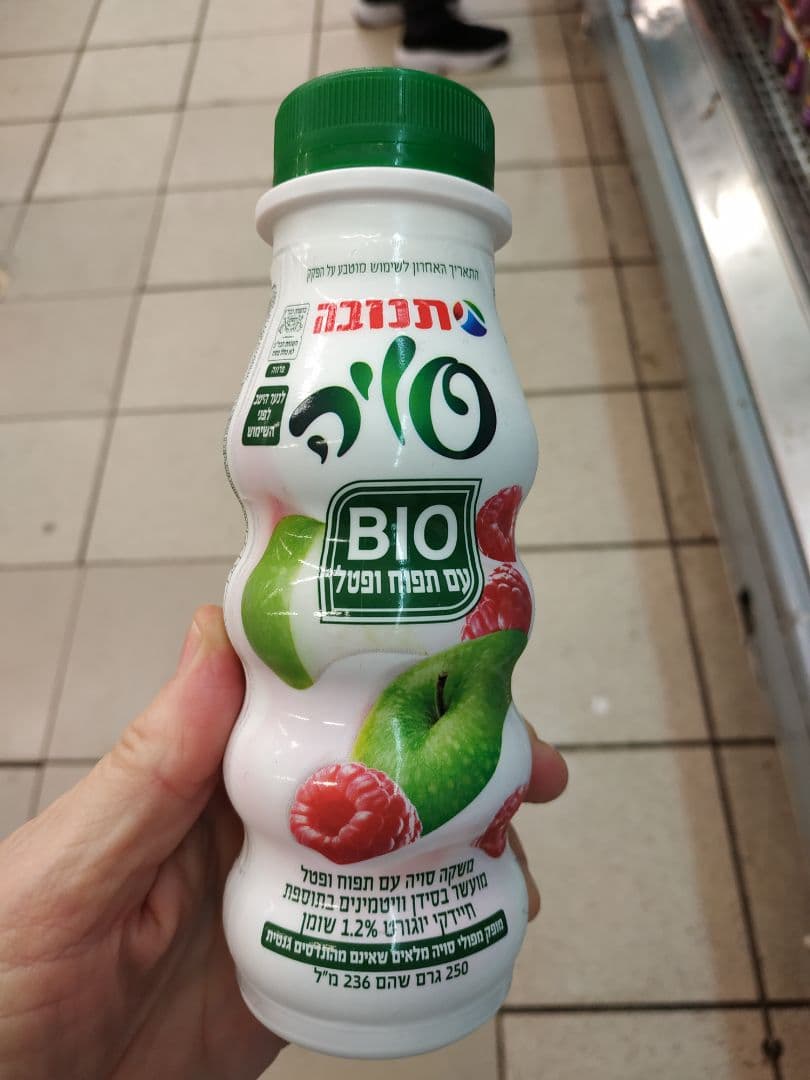 התאריך האחרון לשימוש מוטבע על הפקק
תנובה
סויה
פרווה
לנער היטב
לפני
השימוש
BIO
עם תפוח ופטל
משקה סויה עם תפוח ופטל
מועשר בסידן וויטמינים בתוספת
חיידקי יוגורט 1.2% שומן
מופק מפולי סויה מלאים שאינם מהונדסים גנטית
250 גרם שהם 236 מ"ל